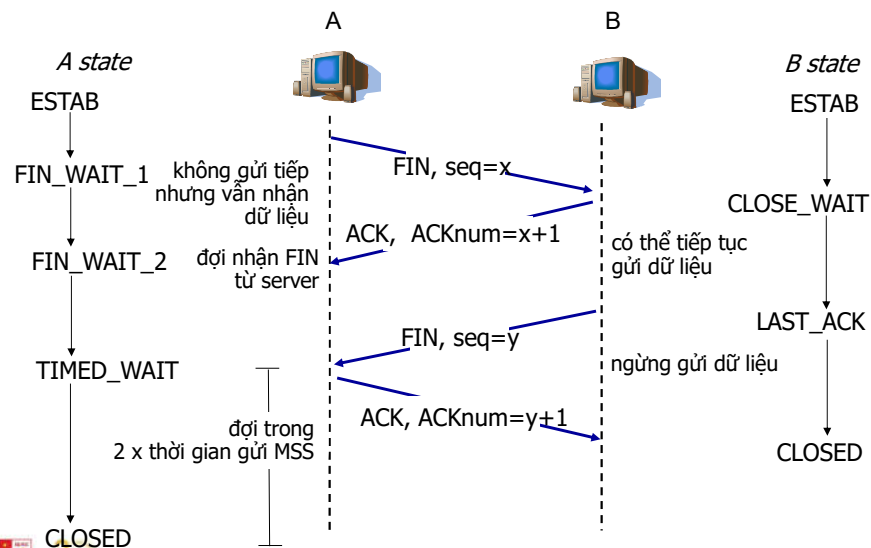 A
B
A state
B state
ESTAB
ESTAB
FIN, seq=x
FIN_WAIT_1
không gửi tiếp
nhưng vẫn nhận
dữ liệu
CLOSE_WAIT
ACK, ACKnum=x+1
có thể tiếp tục
gửi dữ liệu
FIN_WAIT_2
đợi nhận FIN
từ server
LAST_ACK
FIN, seq=y
ngừng gửi dữ liệu
TIMED_WAIT
ACK, ACKnum=y+1
đợi trong
2 x thời gian gửi MSS
CLOSED
CLOSED